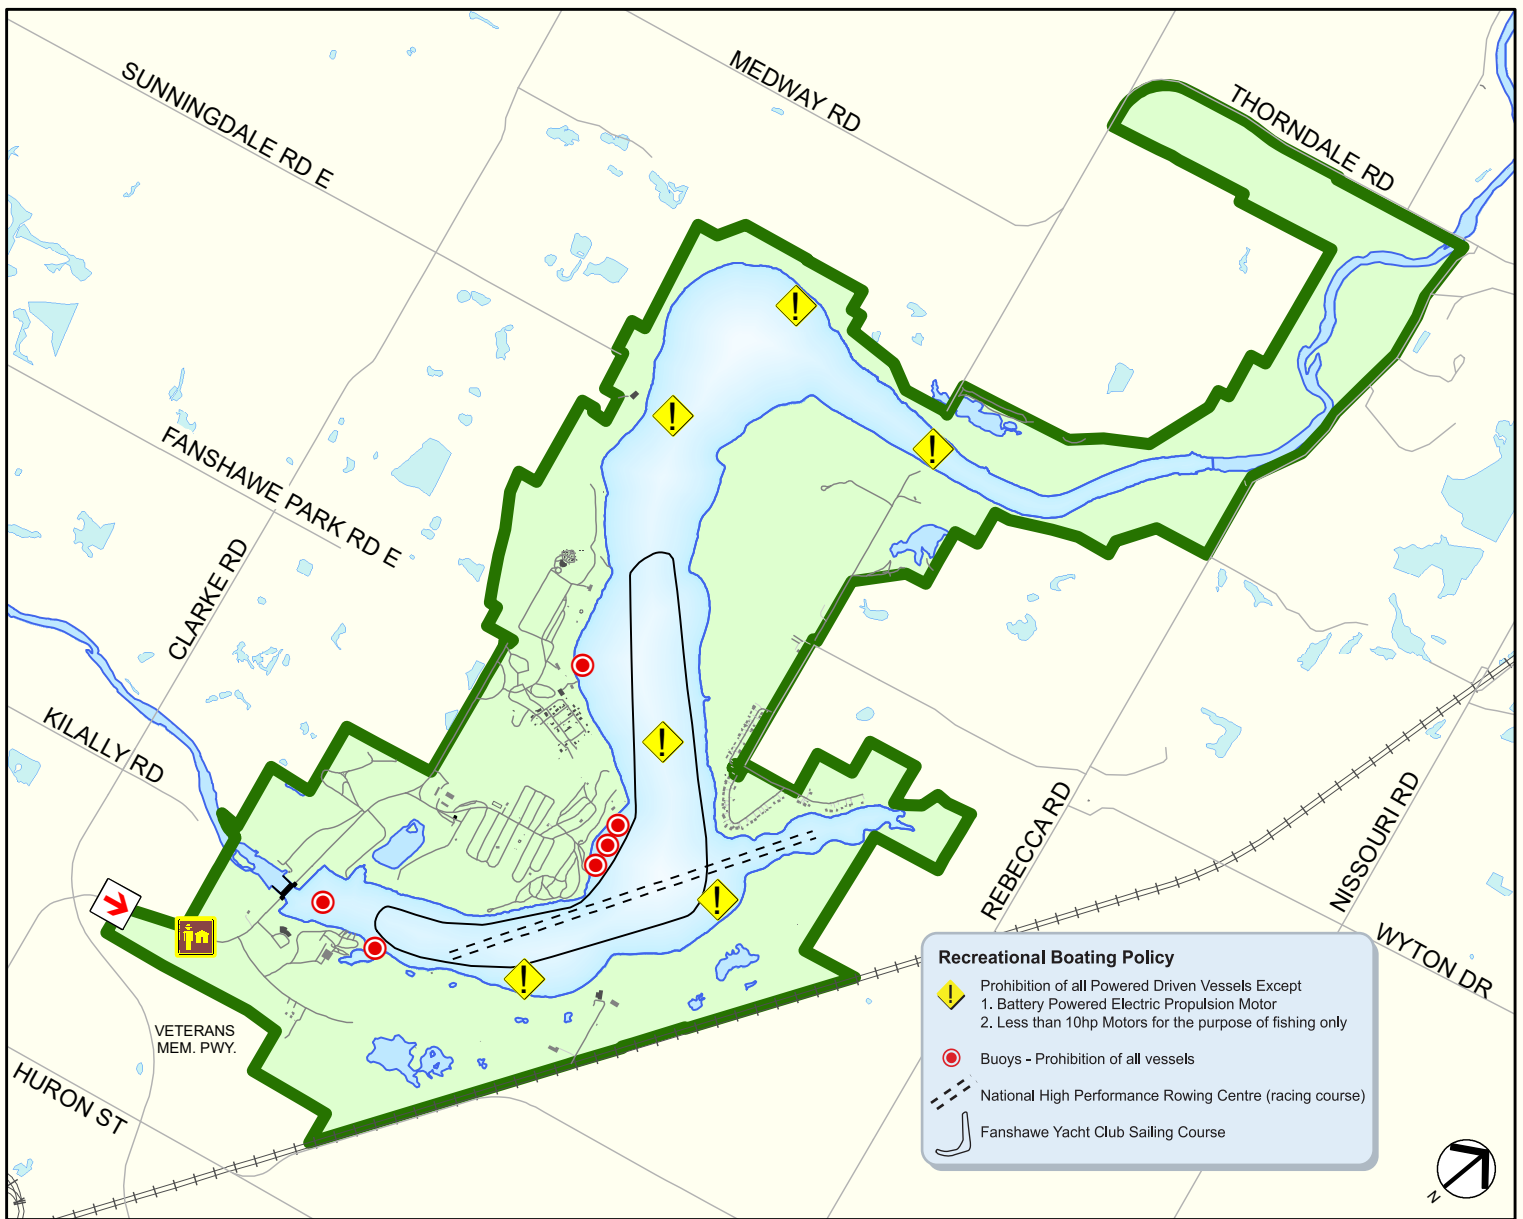 SUNNINGDALE RD E
MEDWAY RD
THORNDALE RD
FANSHAWE PARK RD E
CLARKE RD
KILALLY RD
REBECCA RD
NISSOURI RD
WYTON DR
VETERANS
MEM. PWY.
HURON ST
Recreational Boating Policy
Prohibition of all Powered Driven Vessels Except
1. Battery Powered Electric Propulsion Motor
2. Less than 10hp Motors for the purpose of fishing only
Buoys - Prohibition of all vessels
National High Performance Rowing Centre (racing course)
Fanshawe Yacht Club Sailing Course
N